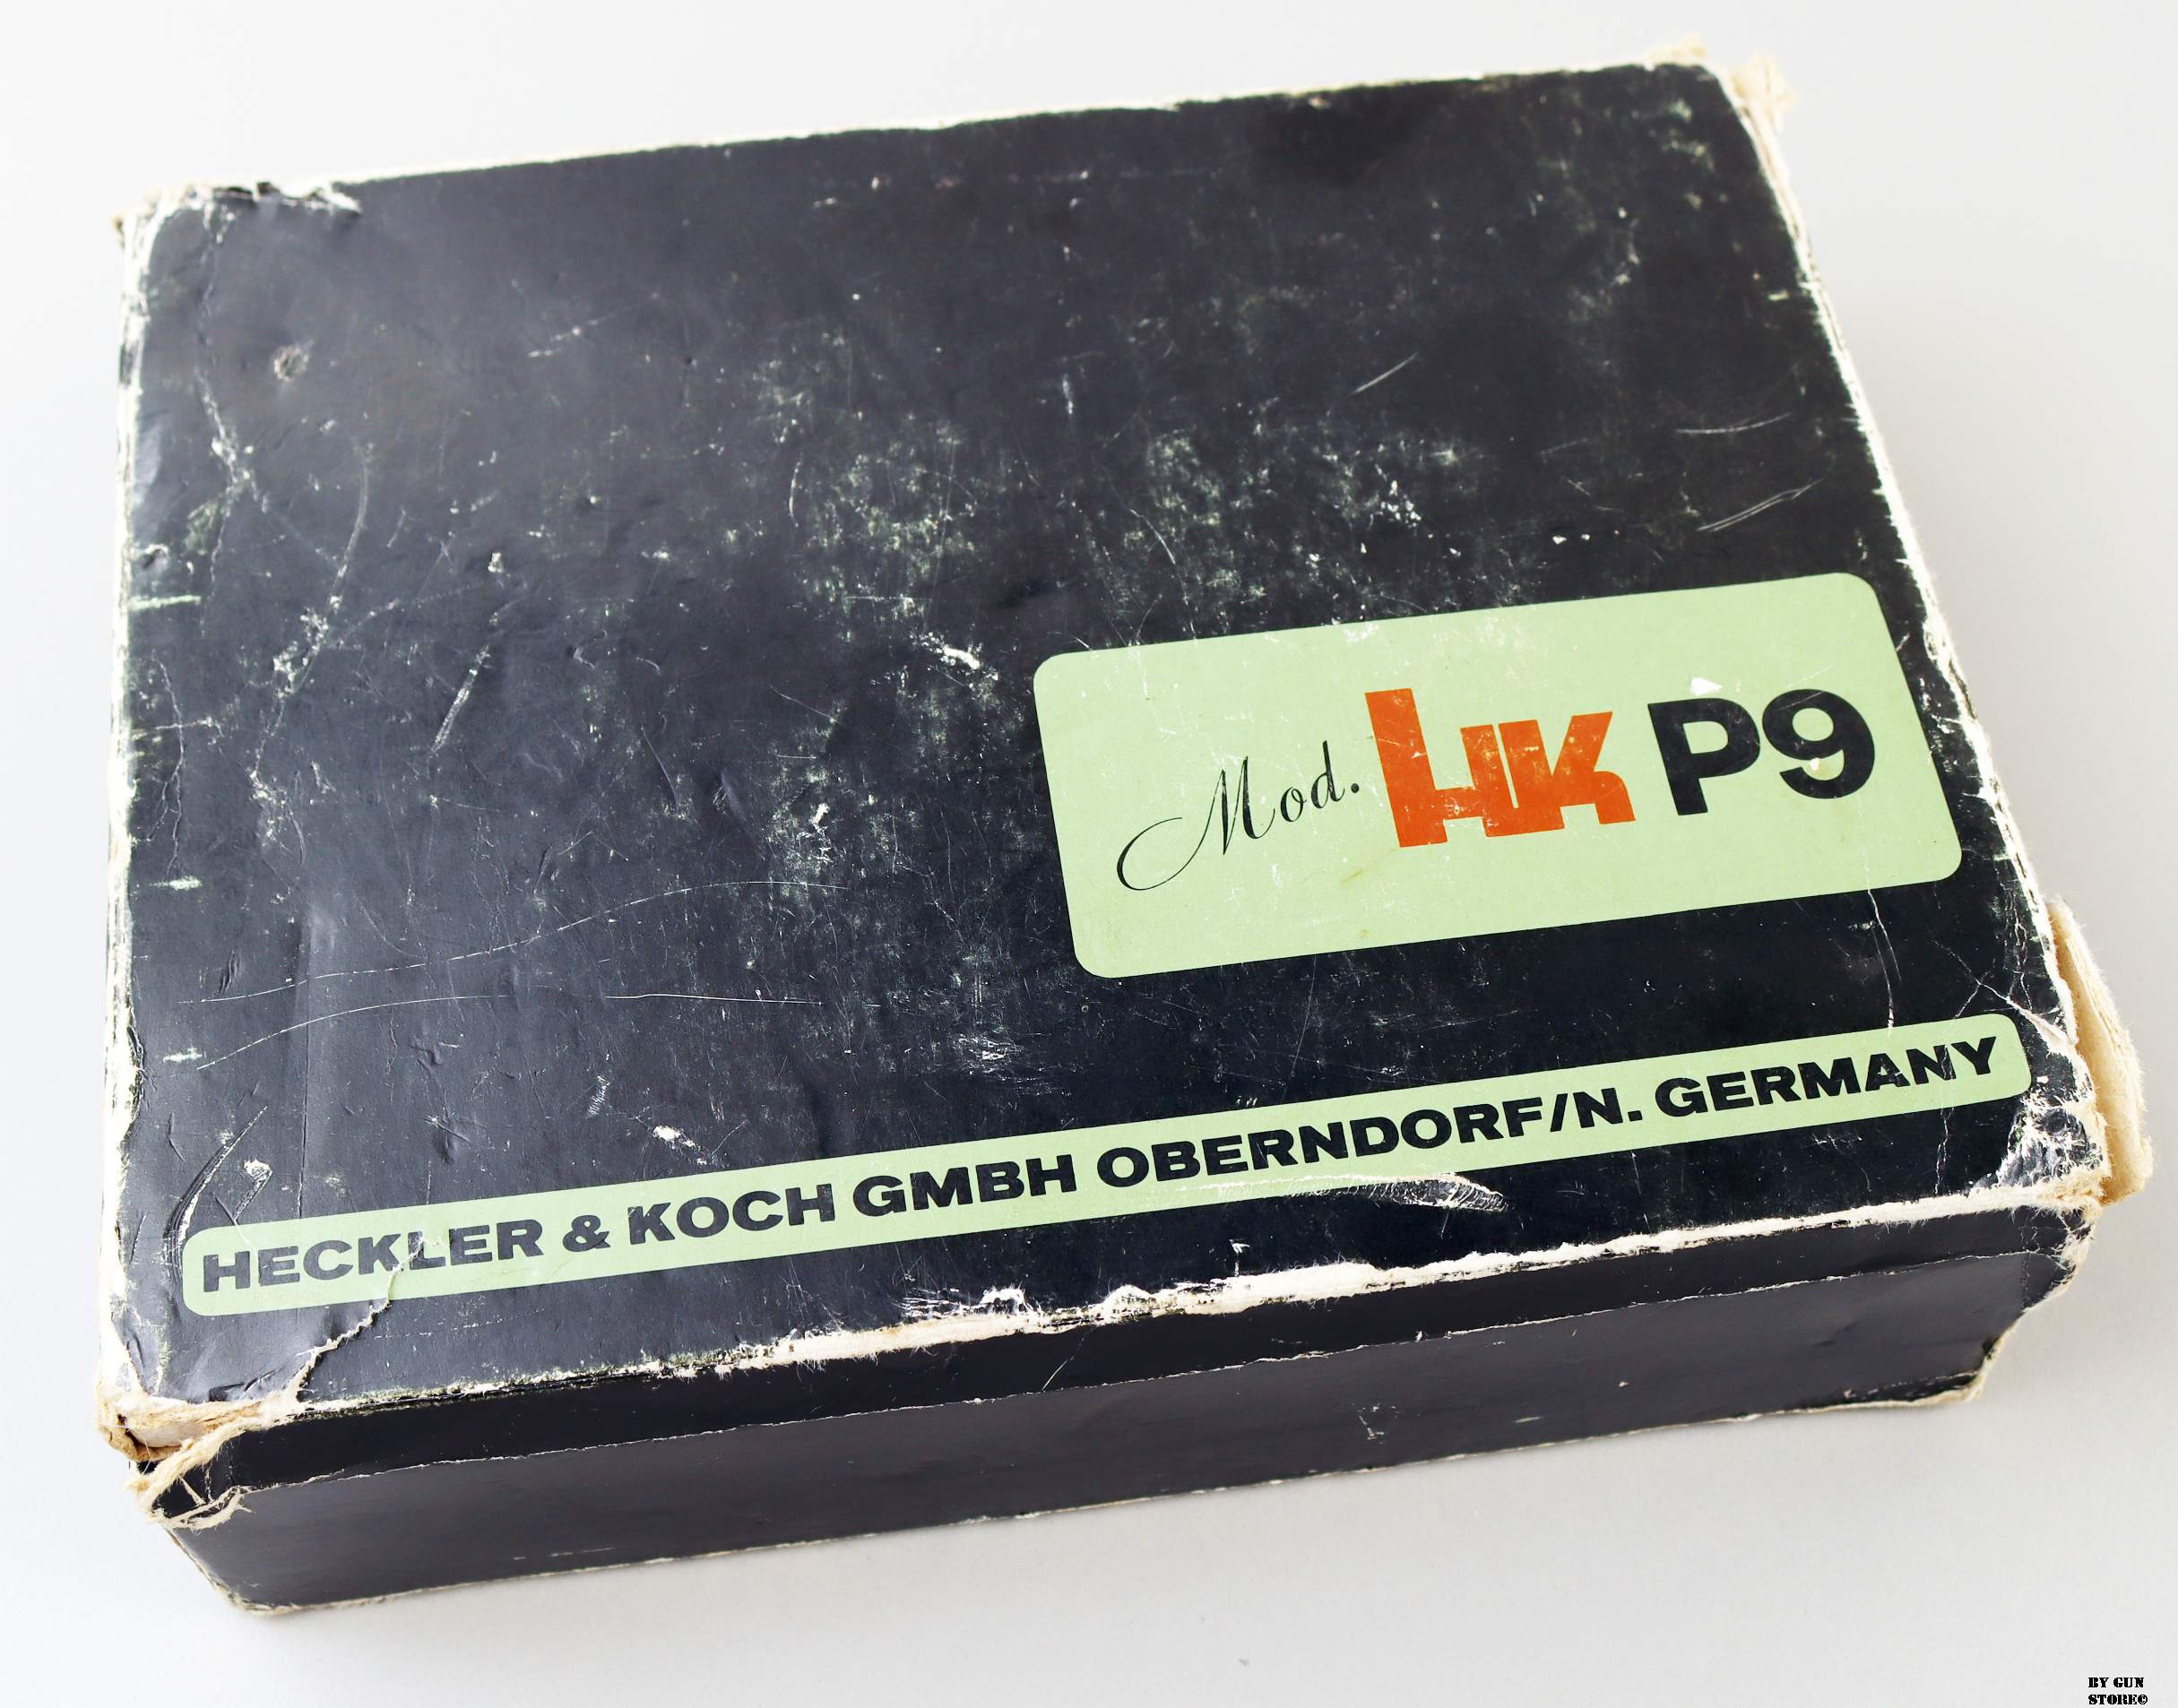 Mod. HK P9
HECKLER & KOCH GMBH OBERNDORF/N. GERMANY
BY GUN
STORE©